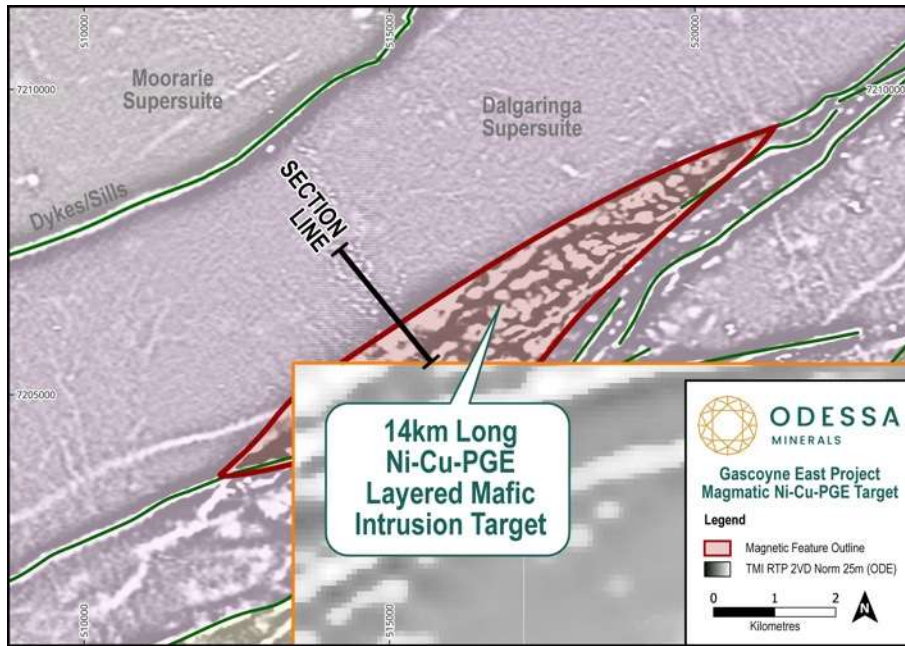 510000
515000
520000
7210000
Moorarie
Supersuite
Dalgaringa
Supersuite
7210000
Dykes/Sills
SECTION
LINE
7205000
14km Long
Ni-Cu-PGE
Layered Mafic
Intrusion Target
ODESSA
MINERALS
Gascoyne East Project
Magmatic Ni-Cu-PGE Target
Legend
Magnetic Feature Outline
TMI RTP 2VD Norm 25m (ODE)
0 1 2
Kilometres
N
510000
515000